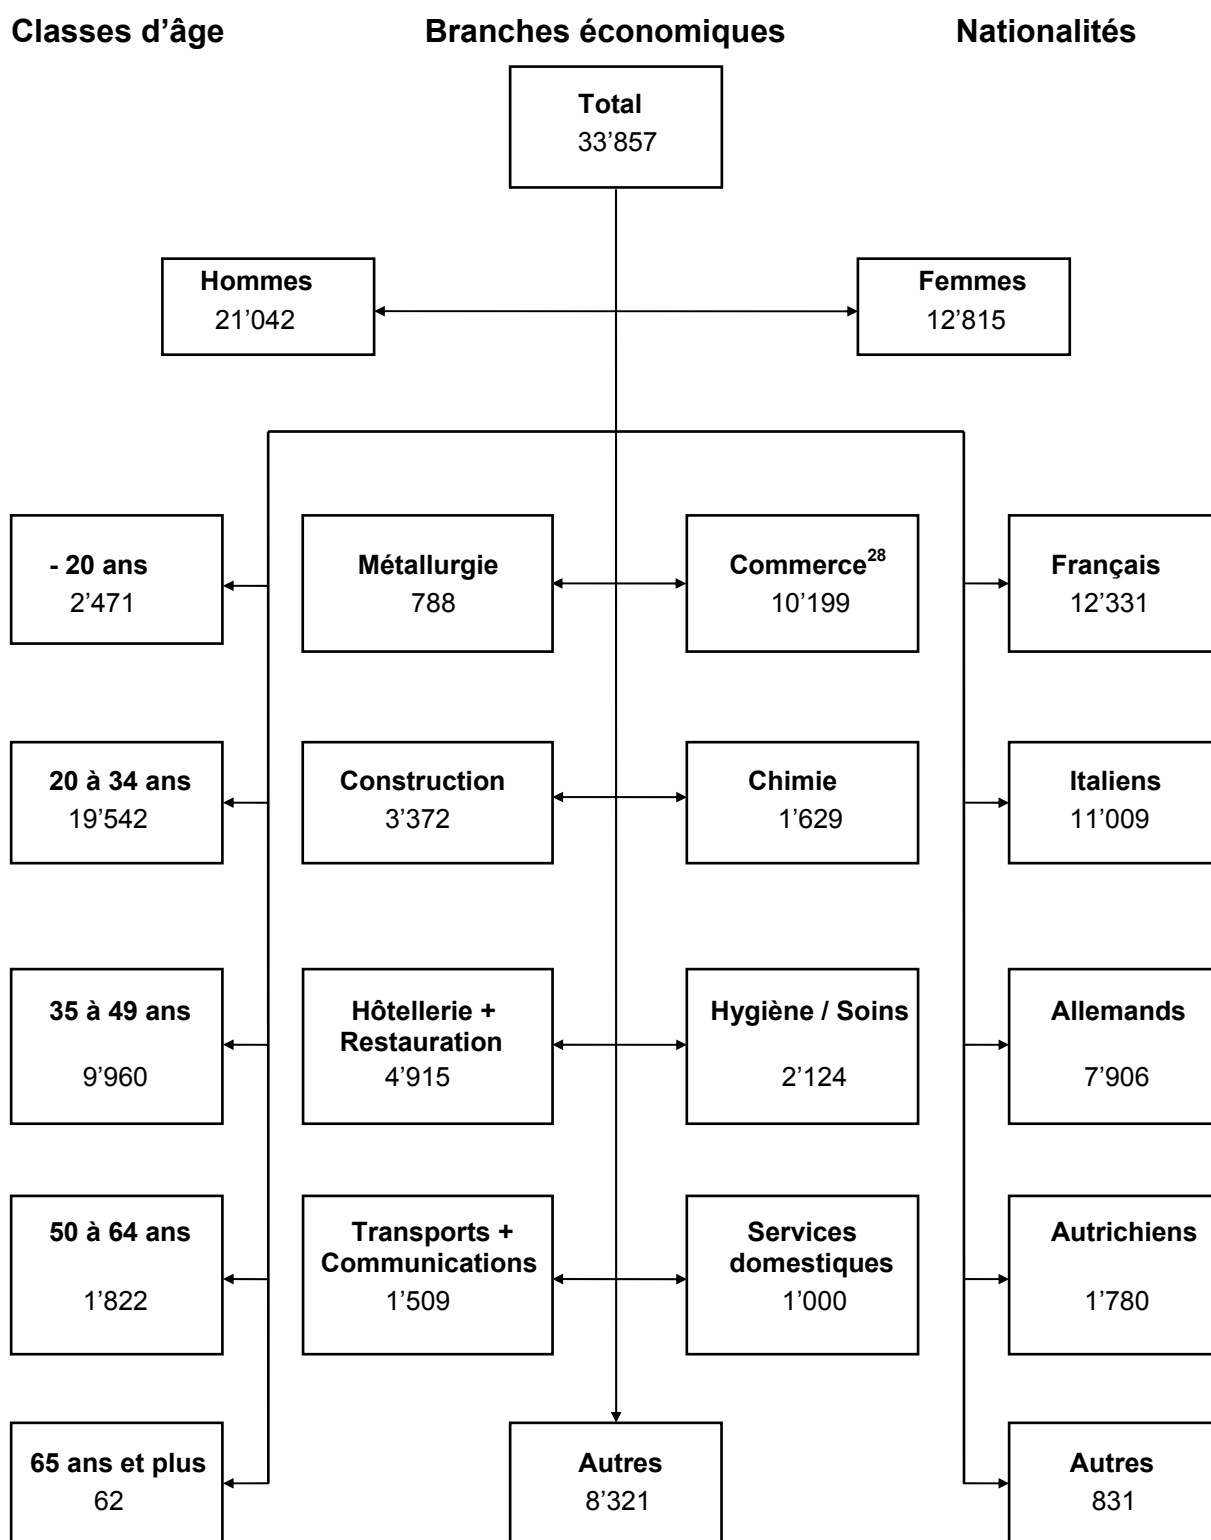 Classes d’âge Branches économiques Nationalités
Total
33’857
Hommes
21’042
Femmes
12’815
- 20 ans
2’471
Métallurgie
788
Commerce28
10’199
Français
12’331
20 à 34 ans
19’542
Construction
3’372
Chimie
1’629
Italiens
11’009
35 à 49 ans
9’960
Hôtellerie +
Restauration
4’915
Hygiène / Soins
2’124
Allemands
7’906
50 à 64 ans
1’822
Transports +
Communications
1’509
Services
domestiques
1’000
Autrichiens
1’780
65 ans et plus
62
Autres
8’321
Autres
831